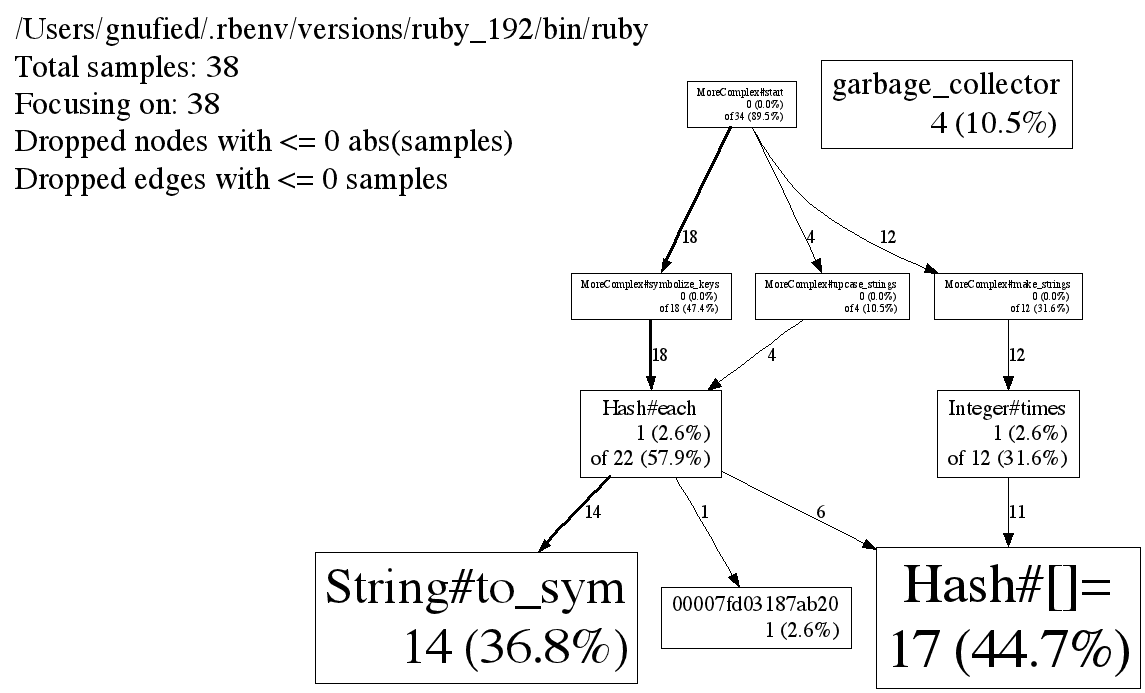 /Users/gnufied/.rbenv/versions/ruby_192/bin/ruby
Total samples: 38
Focusing on: 38
Dropped nodes with <= 0 abs(samples)
Dropped edges with <= 0 samples
MoreComplex#start
0 (0.0%)
of 34 (89.5%)
garbage_collector
4 (10.5%)
18
4
12
MoreComplex#symbolize_keys
0 (0.0%)
of 18 (47.4%)
MoreComplex#upcase_strings
0 (0.0%)
of 4 (10.5%)
MoreComplex#make_strings
0 (0.0%)
of 12 (31.6%)
18
4
12
Hash#each
1 (2.6%)
of 22 (57.9%)
Integer#times
1 (2.6%)
of 12 (31.6%)
14
1
6
11
String#to_sym
14 (36.8%)
00007fd03187ab20
1 (2.6%)
Hash#[]=
17 (44.7%)